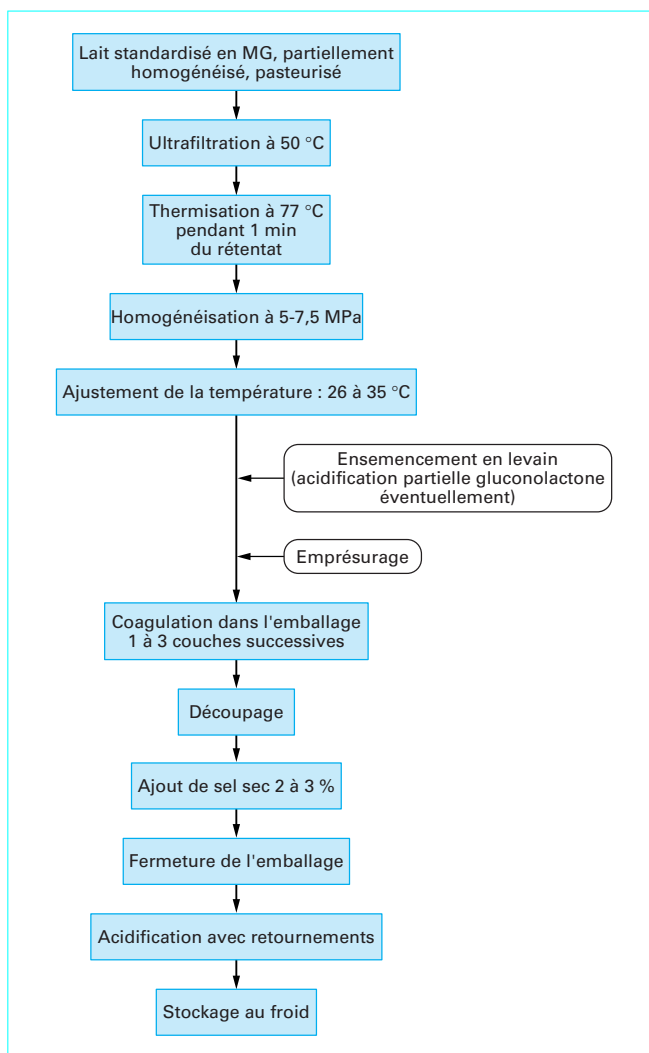 Lait standardisé en MG, partiellement
homogénéisé, pasteurisé
Ultrafiltration à 50 °C
Thermisation à 77 °C
pendant 1 min
du rétentat
Homogénéisation à 5-7,5 MPa
Ajustement de la température : 26 à 35 °C
Ensemencement en levain
(acidification partielle gluconolactone
éventuellement)
Emprésurage
Coagulation dans l'emballage
1 à 3 couches successives
Découpage
Ajout de sel sec 2 à 3 %
Fermeture de l'emballage
Acidification avec retournements
Stockage au froid